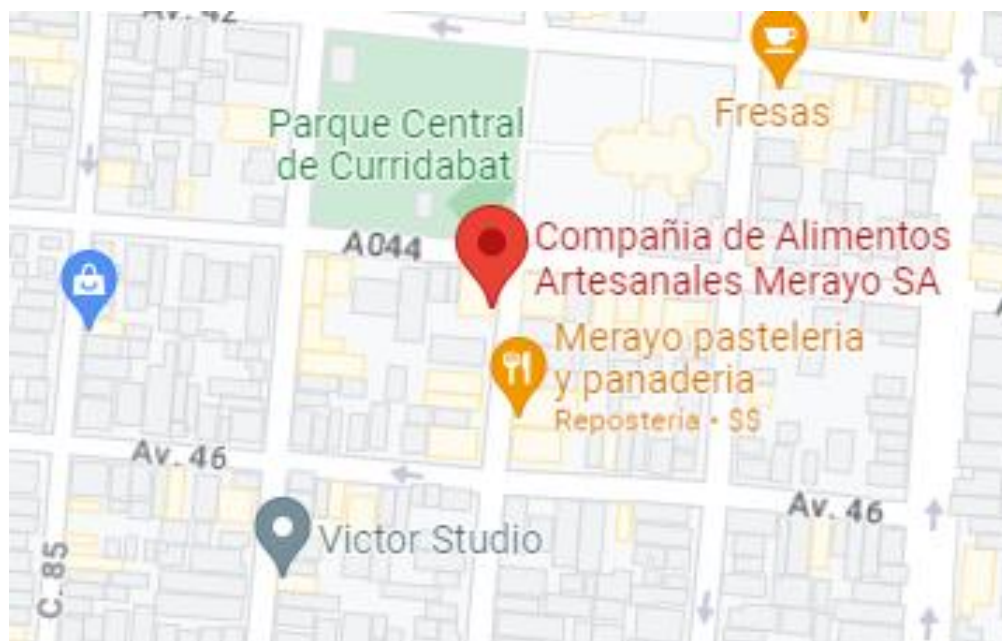 Av. 42
Fresas
Parque Central
de Curridabat
A044
Compañia de Alimentos
Artesanales Merayo SA
Merayo pasteleria
y panaderia
Reposteria • $$
Av. 46
Av. 46
Victor Studio
C. 85